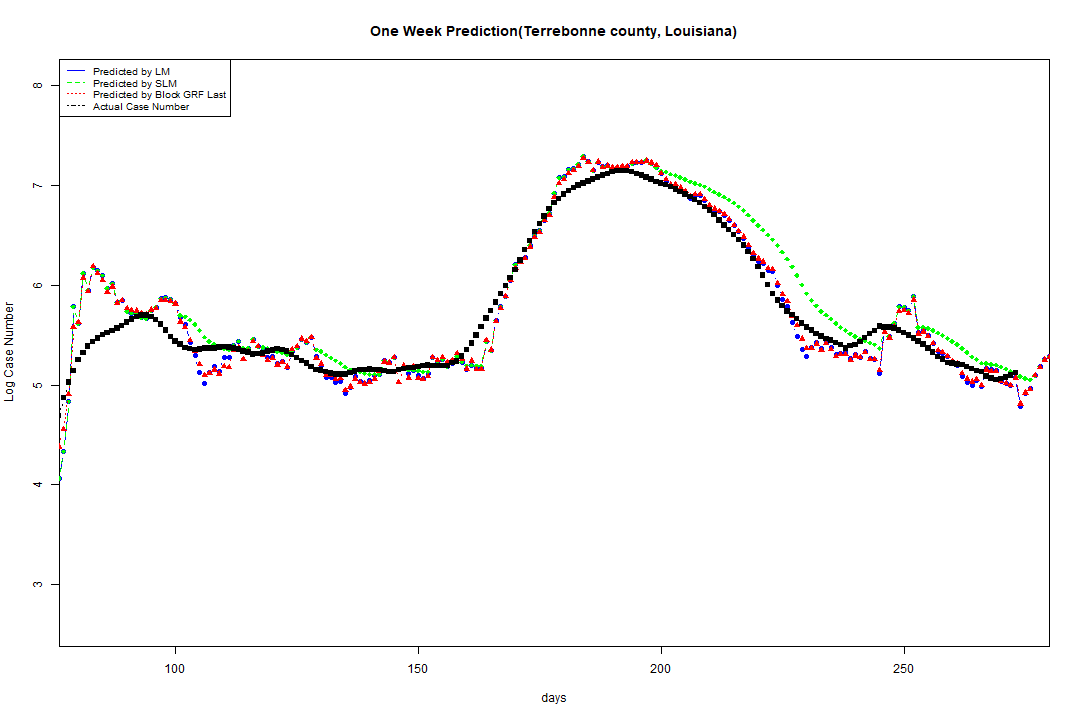 One Week Prediction(Terrebonne county, Louisiana)
Predicted by LM
Predicted by SLM
Predicted by Block GRF Last
Actual Case Number
Log Case Number
8
7
6
5
4
3
100 150 200 250
days